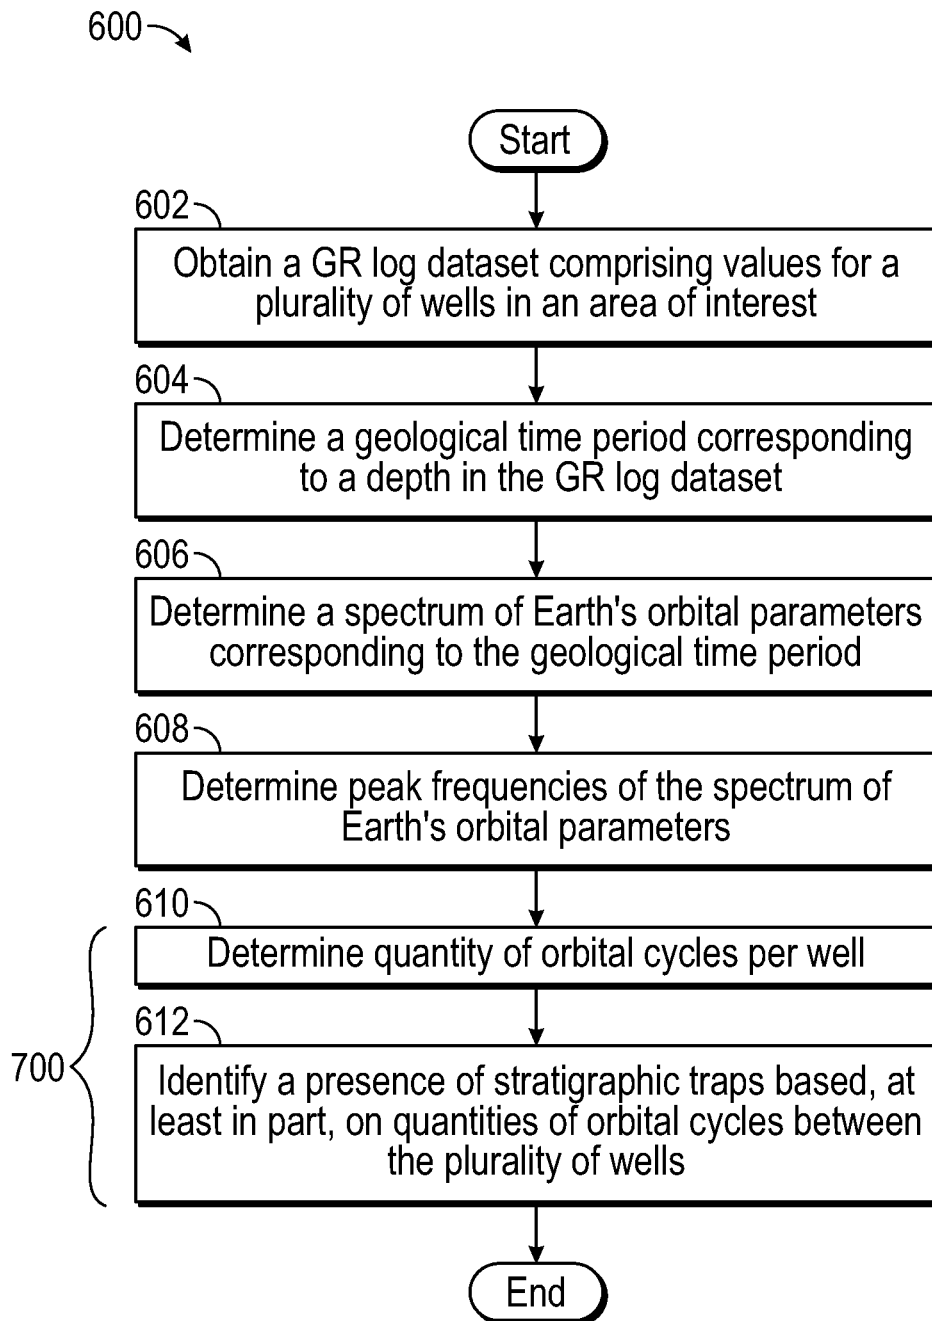 600
Start
602
Obtain a GR log dataset comprising values for a
plurality of wells in an area of interest
604
Determine a geological time period corresponding
to a depth in the GR log dataset
606
Determine a spectrum of Earth's orbital parameters
corresponding to the geological time period
608
Determine peak frequencies of the spectrum of
Earth's orbital parameters
610
Determine quantity of orbital cycles per well
612
700
Identify a presence of stratigraphic traps based, at
least in part, on quantities of orbital cycles between
the plurality of wells
End